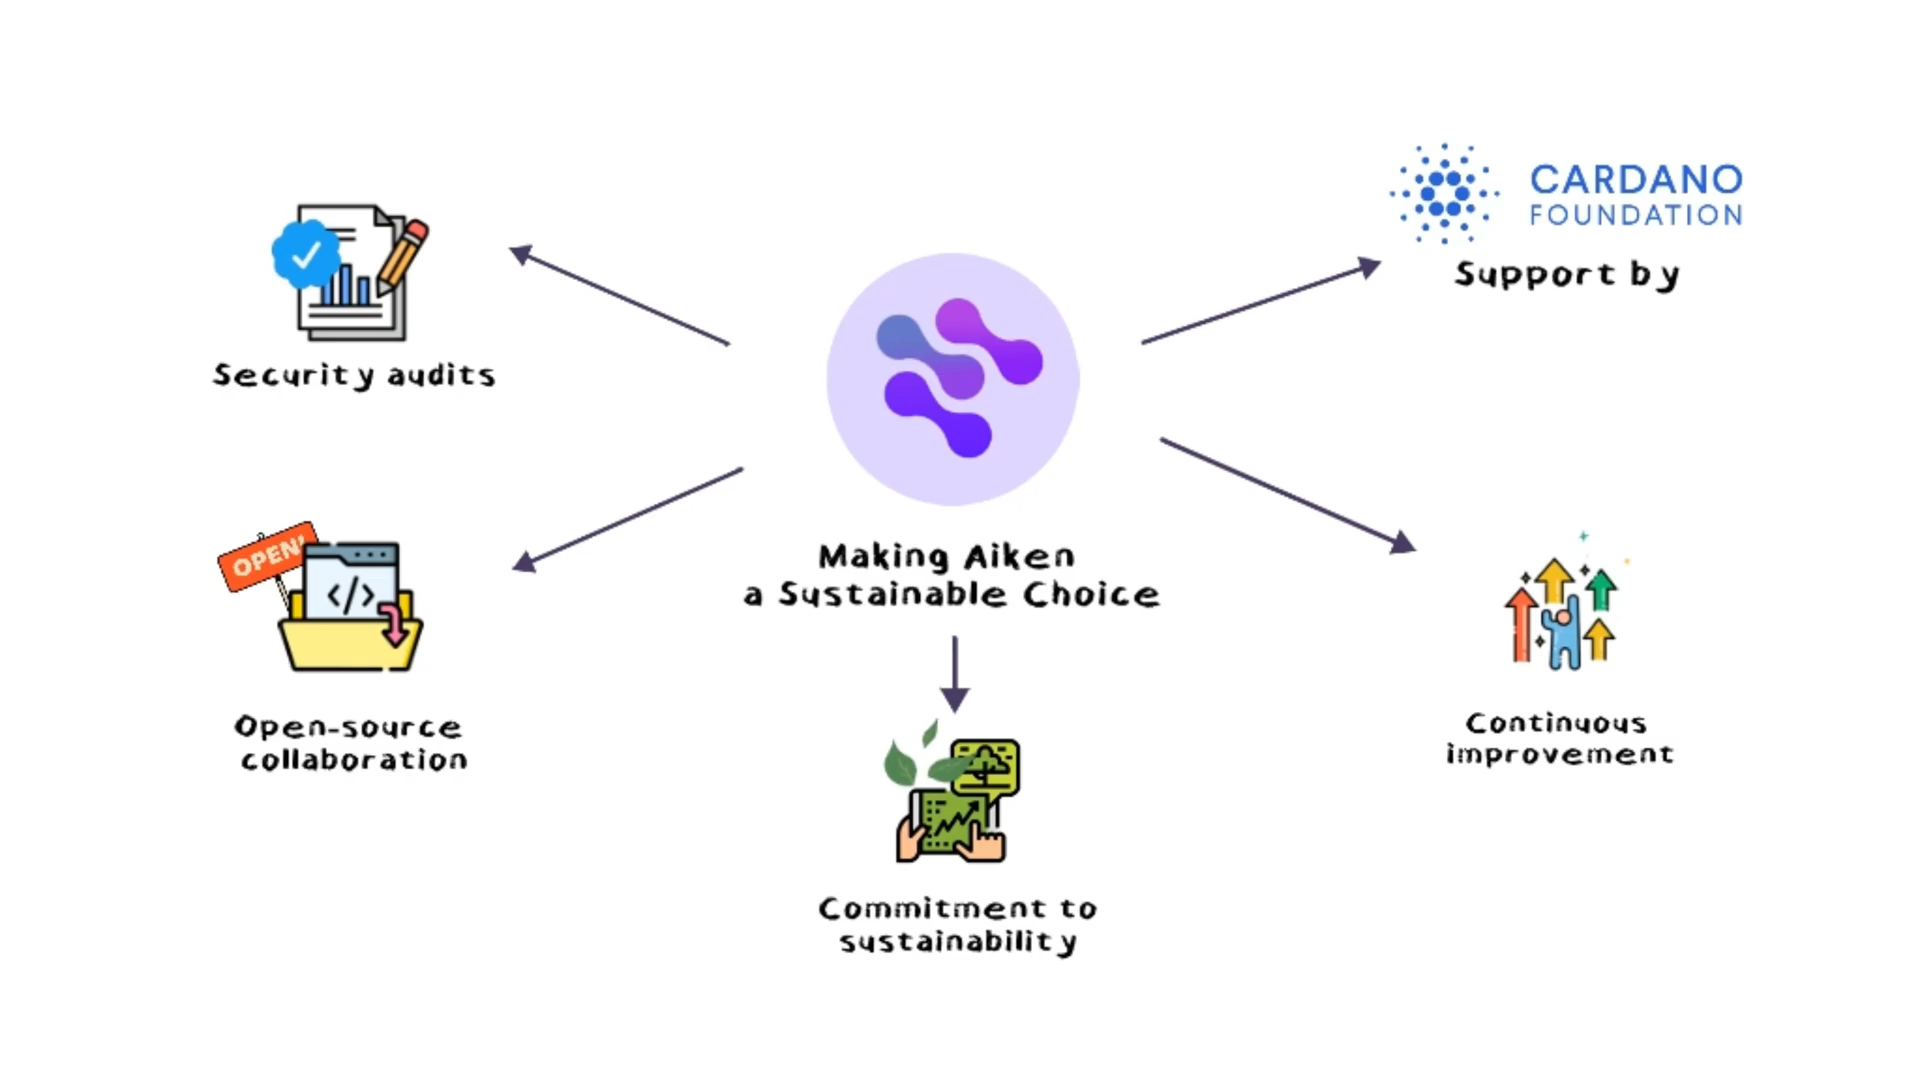 CARDANO
FOUNDATION
Support by
Security audits
OPEN
</>
Making Aiken
a Sustainable Choice
Open-source
collaboration
Continuous
improvement
Commitment to
sustainability